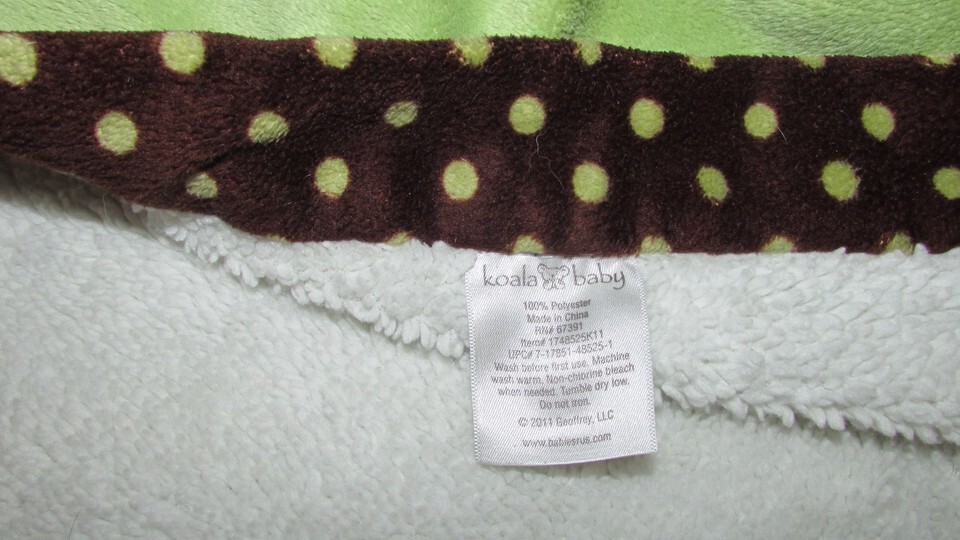 koala baby
100% Polyester
Made in China
RN# 67391
Item# 1748525K11
UPC# 7-17851-48525-1
Wash before first use. Machine
wash warm. Non-chlorine bleach
when needed. Tumble dry low.
Do not iron.
© 2011 Geoffrey, LLC
www.babiesrus.com